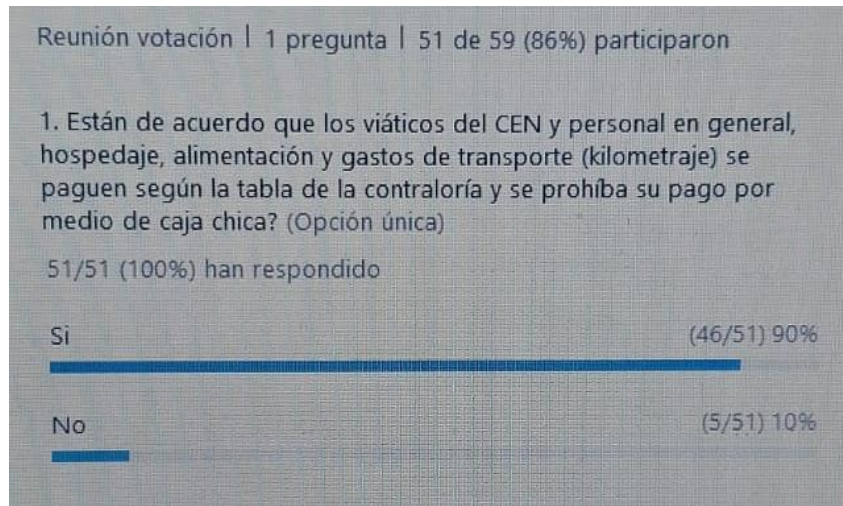 Reunión votación | 1 pregunta | 51 de 59 (86%) participaron
1. Están de acuerdo que los viáticos del CEN y personal en general,
hospedaje, alimentación y gastos de transporte (kilometraje) se
paguen según la tabla de la contraloría y se prohíba su pago por
medio de caja chica? (Opción única)
51/51 (100%) han respondido
Si
(46/51) 90%
No
(5/51) 10%